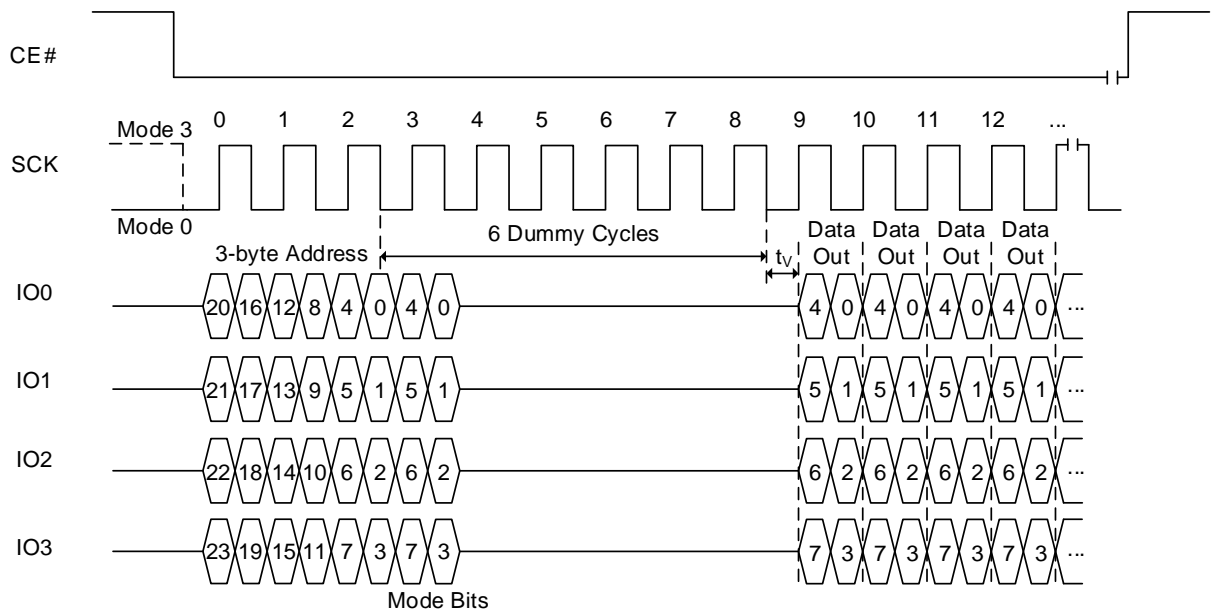 CE#
0 1 2 3 4 5 6 7 8 9 10 11 12 ...
Mode 3
SCK
Mode 0
3-byte Address
6 Dummy Cycles
tV
Data Out
Data Out
Data Out
Data Out
IO0
20 16 12 8 4 0 4 0 4 0 4 0 4 0 4 0 ...
IO1
21 17 13 9 5 1 5 1 5 1 5 1 5 1 5 1 ...
IO2
22 18 14 10 6 2 6 2 6 2 6 2 6 2 6 2 ...
IO3
23 19 15 11 7 3 7 3 7 3 7 3 7 3 7 3 ...
Mode Bits